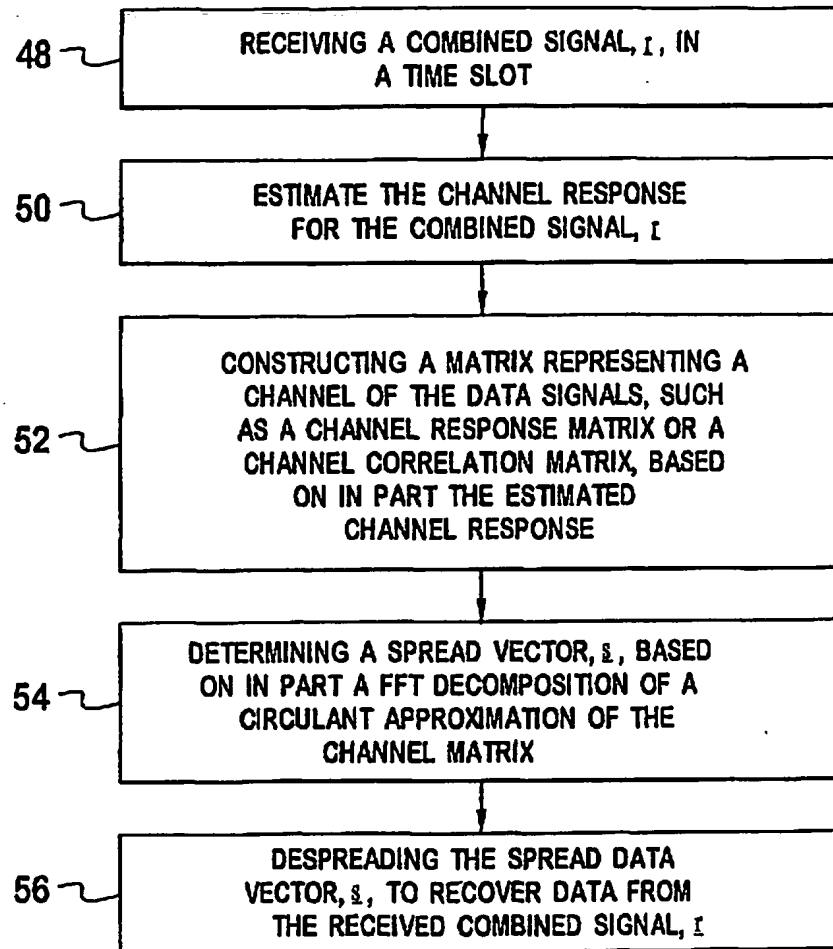 48
RECEIVING A COMBINED SIGNAL, r, IN
A TIME SLOT
50
ESTIMATE THE CHANNEL RESPONSE
FOR THE COMBINED SIGNAL, r
52
CONSTRUCTING A MATRIX REPRESENTING A
CHANNEL OF THE DATA SIGNALS, SUCH
AS A CHANNEL RESPONSE MATRIX OR A
CHANNEL CORRELATION MATRIX, BASED
ON IN PART THE ESTIMATED
CHANNEL RESPONSE
54
DETERMINING A SPREAD VECTOR, s, BASED
ON IN PART A FFT DECOMPOSITION OF A
CIRCULANT APPROXIMATION OF THE
CHANNEL MATRIX
56
DESPREADING THE SPREAD DATA
VECTOR, s, TO RECOVER DATA FROM
THE RECEIVED COMBINED SIGNAL, r